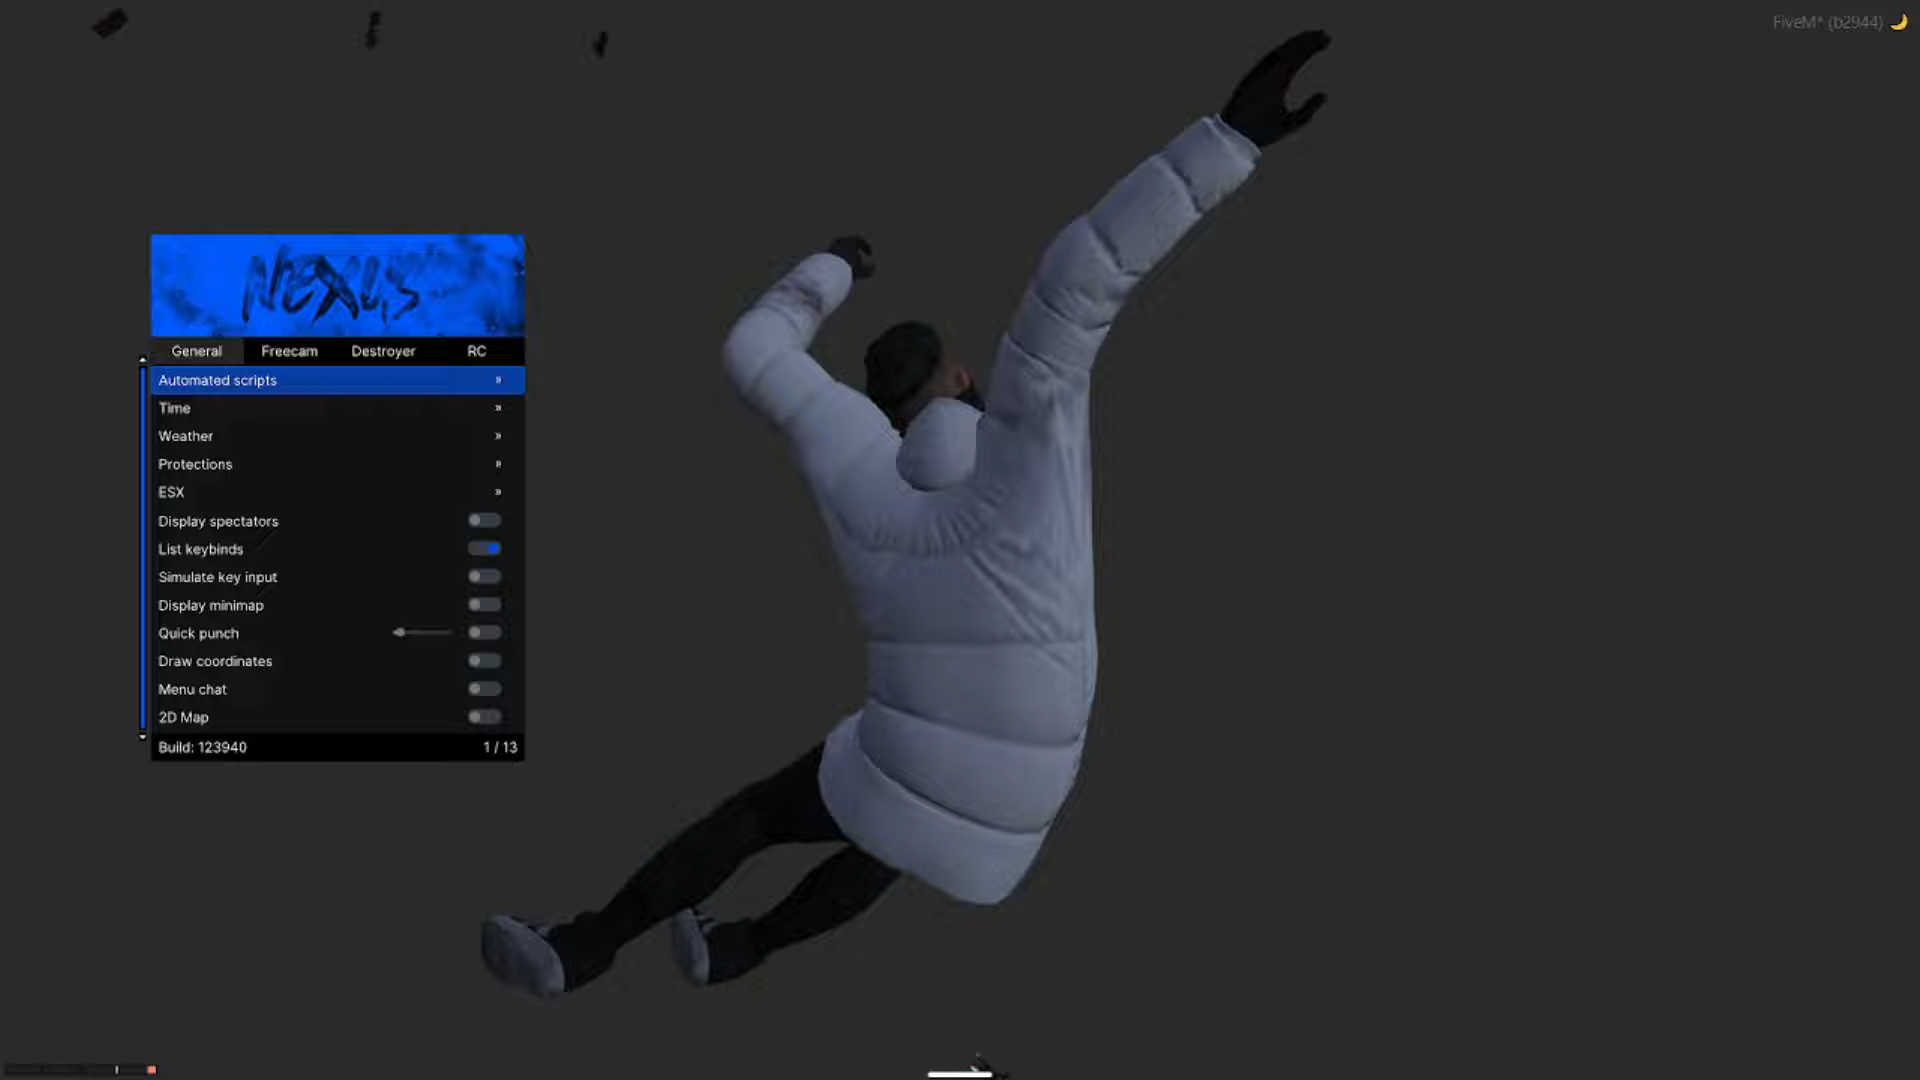 FiveM* (b2944) 🌙
NEXUS
General Freecam Destroyer RC
Automated scripts »
Time »
Weather »
Protections »
ESX »
Display spectators
List keybinds
Simulate key input
Display minimap
Quick punch
Draw coordinates
Menu chat
2D Map
Build: 123940 1 / 13